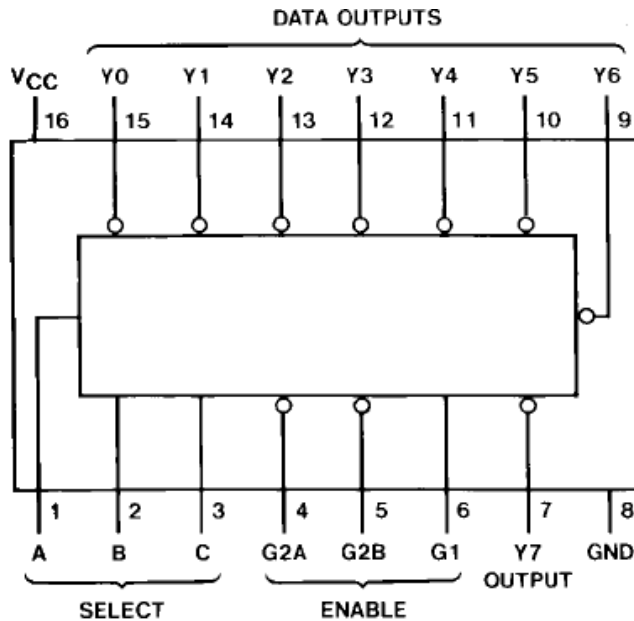 DATA OUTPUTS
VCC Y0 Y1 Y2 Y3 Y4 Y5 Y6
16 15 14 13 12 11 10 9
1 2 3 4 5 6 7 8
A B C G2A G2B G1 Y7 GND
OUTPUT
SELECT ENABLE